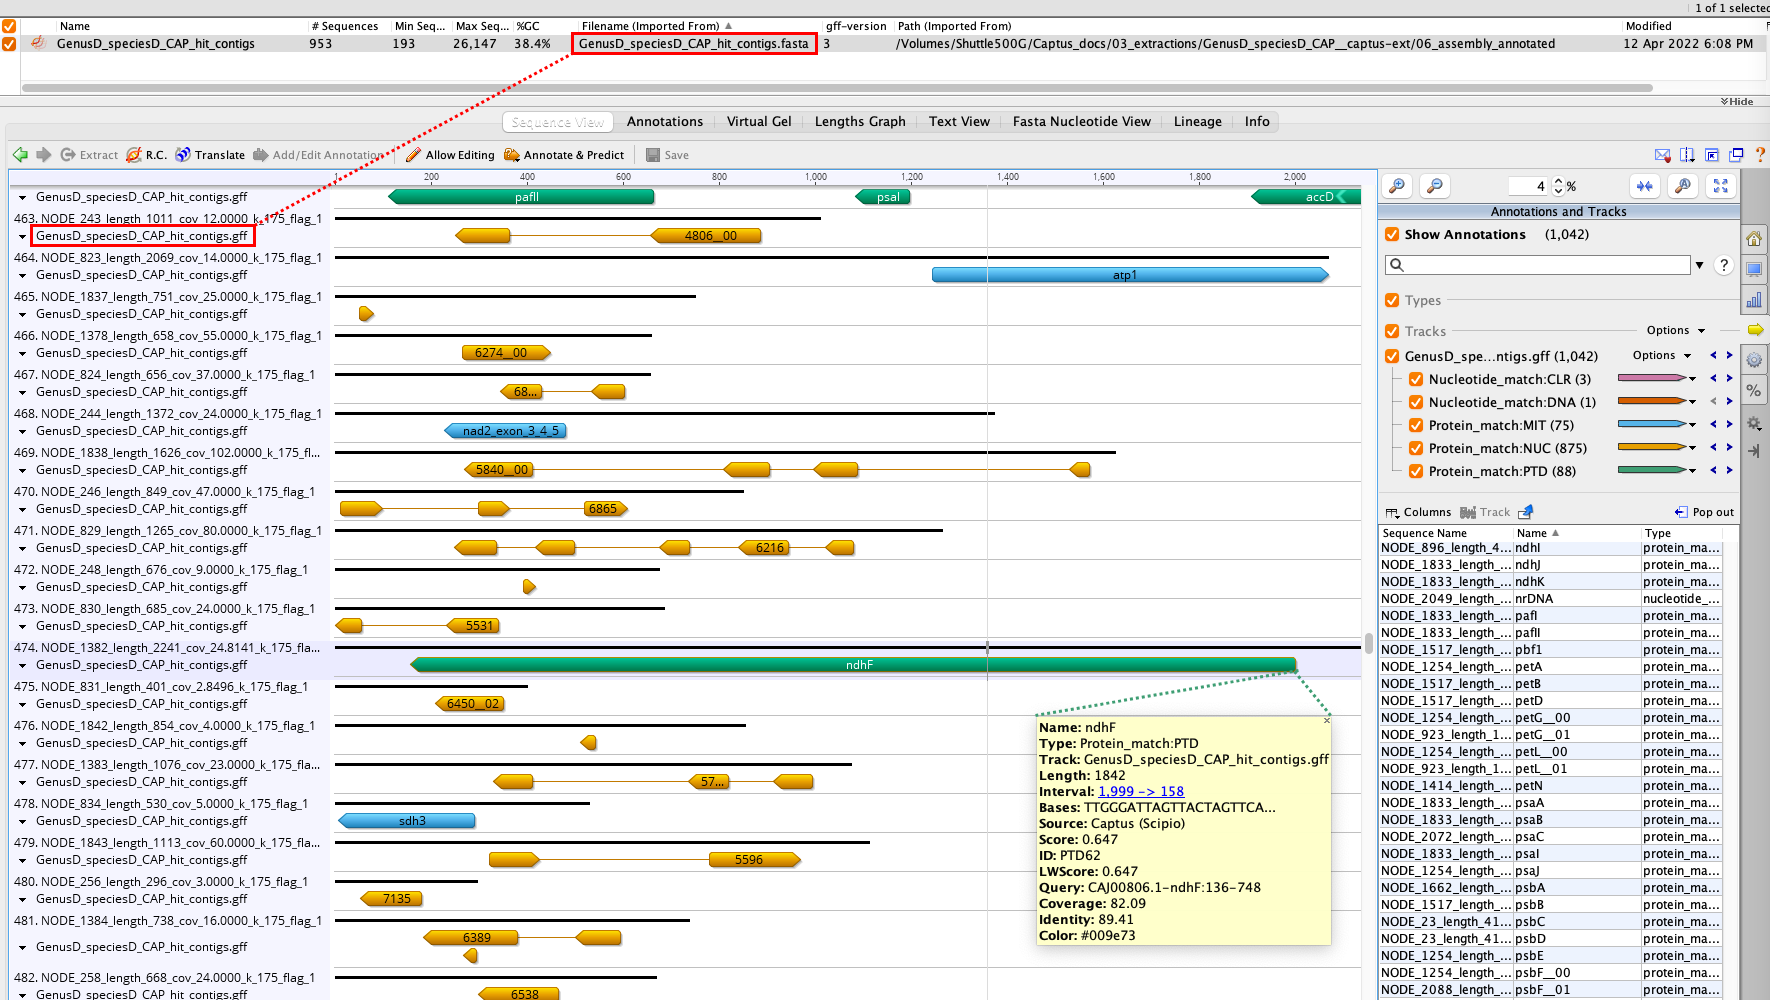 1 of 1 selected
Name # Sequences Min Seq... Max Seq... %GC Filename (Imported From) gff-version Path (Imported From) Modified
GenusD_speciesD_CAP_hit_contigs 953 193 26,147 38.4% GenusD_speciesD_CAP_hit_contigs.fasta 3 /Volumes/Shuttle500G/Captus_docs/03_extractions/GenusD_speciesD_CAP__captus-ext/06_assembly_annotated 12 Apr 2022 6:08 PM
Hide
Sequence View Annotations Virtual Gel Lengths Graph Text View Fasta Nucleotide View Lineage Info
Extract R.C. Translate Add/Edit Annotation Allow Editing Annotate & Predict Save
1 200 400 600 800 1,000 1,200 1,400 1,600 1,800 2,000
GenusD_speciesD_CAP_hit_contigs.gff pafII psaI accD
463. NODE_243_length_1011_cov_12.0000_k_175_flag_1
GenusD_speciesD_CAP_hit_contigs.gff 4806__00
464. NODE_823_length_2069_cov_14.0000_k_175_flag_1
GenusD_speciesD_CAP_hit_contigs.gff atp1
465. NODE_1837_length_751_cov_25.0000_k_175_flag_1
GenusD_speciesD_CAP_hit_contigs.gff
466. NODE_1378_length_658_cov_55.0000_k_175_flag_1
GenusD_speciesD_CAP_hit_contigs.gff 6274__00
467. NODE_824_length_656_cov_37.0000_k_175_flag_1
GenusD_speciesD_CAP_hit_contigs.gff 68...
468. NODE_244_length_1372_cov_24.0000_k_175_flag_1
GenusD_speciesD_CAP_hit_contigs.gff nad2_exon_3_4_5
469. NODE_1838_length_1626_cov_102.0000_k_175_fl...
GenusD_speciesD_CAP_hit_contigs.gff 5840__00
470. NODE_246_length_849_cov_47.0000_k_175_flag_1
GenusD_speciesD_CAP_hit_contigs.gff 6865
471. NODE_829_length_1265_cov_80.0000_k_175_flag_1
GenusD_speciesD_CAP_hit_contigs.gff 6216
472. NODE_248_length_676_cov_9.0000_k_175_flag_1
GenusD_speciesD_CAP_hit_contigs.gff
473. NODE_830_length_685_cov_24.0000_k_175_flag_1
GenusD_speciesD_CAP_hit_contigs.gff 5531
474. NODE_1382_length_2241_cov_24.8141_k_175_fla...
GenusD_speciesD_CAP_hit_contigs.gff ndhF
475. NODE_831_length_401_cov_2.8496_k_175_flag_1
GenusD_speciesD_CAP_hit_contigs.gff 6450__02
476. NODE_1842_length_854_cov_4.0000_k_175_flag_1
GenusD_speciesD_CAP_hit_contigs.gff
477. NODE_1383_length_1076_cov_23.0000_k_175_fla...
GenusD_speciesD_CAP_hit_contigs.gff 57...
478. NODE_834_length_530_cov_5.0000_k_175_flag_1
GenusD_speciesD_CAP_hit_contigs.gff sdh3
479. NODE_1843_length_1113_cov_60.0000_k_175_fla...
GenusD_speciesD_CAP_hit_contigs.gff 5596
480. NODE_256_length_296_cov_3.0000_k_175_flag_1
GenusD_speciesD_CAP_hit_contigs.gff 7135
481. NODE_1384_length_738_cov_16.0000_k_175_flag_1
6389
GenusD_speciesD_CAP_hit_contigs.gff
482. NODE_258_length_668_cov_24.0000_k_175_flag_1
GenusD_speciesD_CAP_hit_contigs.gff 6538
Name: ndhF
Type: Protein_match:PTD
Track: GenusD_speciesD_CAP_hit_contigs.gff
Length: 1842
Interval: 1,999 -> 158
Bases: TTGGGATTAGTTACTAGTTCA...
Source: Captus (Scipio)
Score: 0.647
ID: PTD62
LWScore: 0.647
Query: CAJ00806.1-ndhF:136-748
Coverage: 82.09
Identity: 89.41
Color: #009e73
4 %
Annotations and Tracks
Show Annotations (1,042)
?
Types
Tracks Options
GenusD_spe...ntigs.gff (1,042) Options
Nucleotide_match:CLR (3)
Nucleotide_match:DNA (1)
Protein_match:MIT (75)
Protein_match:NUC (875)
Protein_match:PTD (88)
Columns Track Pop out
Sequence Name Name Type
NODE_896_length_4... ndhI protein_ma...
NODE_1833_length_... ndhJ protein_ma...
NODE_1833_length_... ndhK protein_ma...
NODE_2049_length_... nrDNA nucleotide_...
NODE_1833_length_... pafI protein_ma...
NODE_1833_length_... pafII protein_ma...
NODE_1517_length_... pbf1 protein_ma...
NODE_1254_length_... petA protein_ma...
NODE_1517_length_... petB protein_ma...
NODE_1517_length_... petD protein_ma...
NODE_1254_length_... petG__00 protein_ma...
NODE_923_length_1... petG__01 protein_ma...
NODE_1254_length_... petL__00 protein_ma...
NODE_923_length_1... petL__01 protein_ma...
NODE_1414_length_... petN protein_ma...
NODE_1833_length_... psaA protein_ma...
NODE_1833_length_... psaB protein_ma...
NODE_2072_length_... psaC protein_ma...
NODE_1833_length_... psaI protein_ma...
NODE_1254_length_... psaJ protein_ma...
NODE_1662_length_... psbA protein_ma...
NODE_1517_length_... psbB protein_ma...
NODE_23_length_41... psbC protein_ma...
NODE_23_length_41... psbD protein_ma...
NODE_1254_length_... psbE protein_ma...
NODE_1254_length_... psbF__00 protein_ma...
NODE_2088_length_... psbF__01 protein_ma...